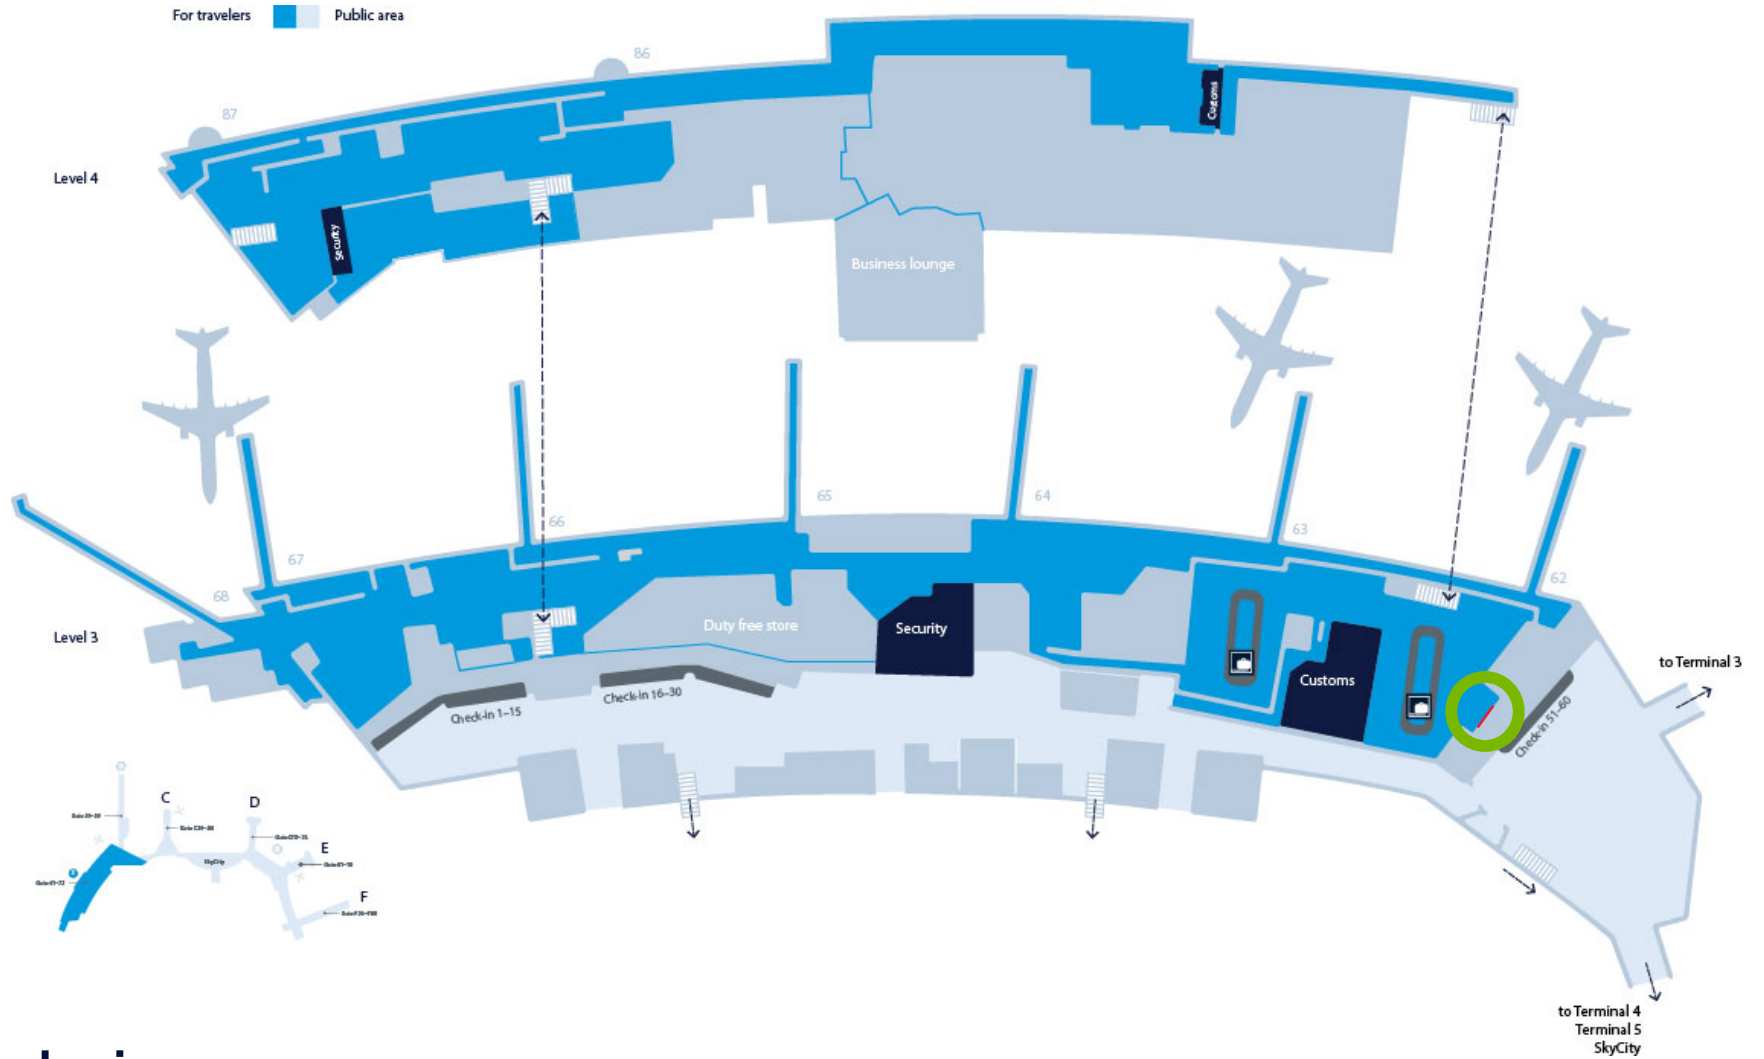 For travelers
Public area
86
87
Customs
Level 4
Security
Business lounge
65
64
66
63
67
62
68
Level 3
Duty free store
Security
to Terminal 3
Customs
Check-in 16–30
Check-in 1–15
Check-in 51–60
C
D
E
SkyCity
F
to Terminal 4
Terminal 5
SkyCity